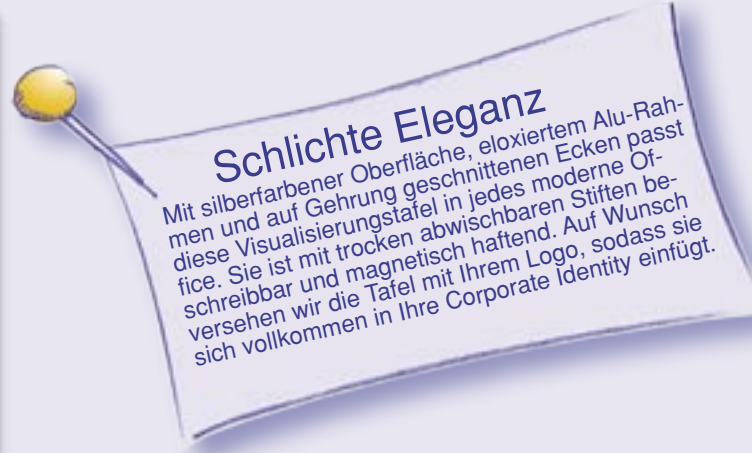 Schlichte Eleganz
Mit silberfarbener Oberfläche, eloxiertem Alu-Rah-
men und auf Gehrung geschnittenen Ecken passt
diese Visualisierungstafel in jedes moderne Of-
fice. Sie ist mit trocken abwischbaren Stiften be-
schreibbar und magnetisch haftend. Auf Wunsch
versehen wir die Tafel mit Ihrem Logo, sodass sie
sich vollkommen in Ihre Corporate Identity einfügt.